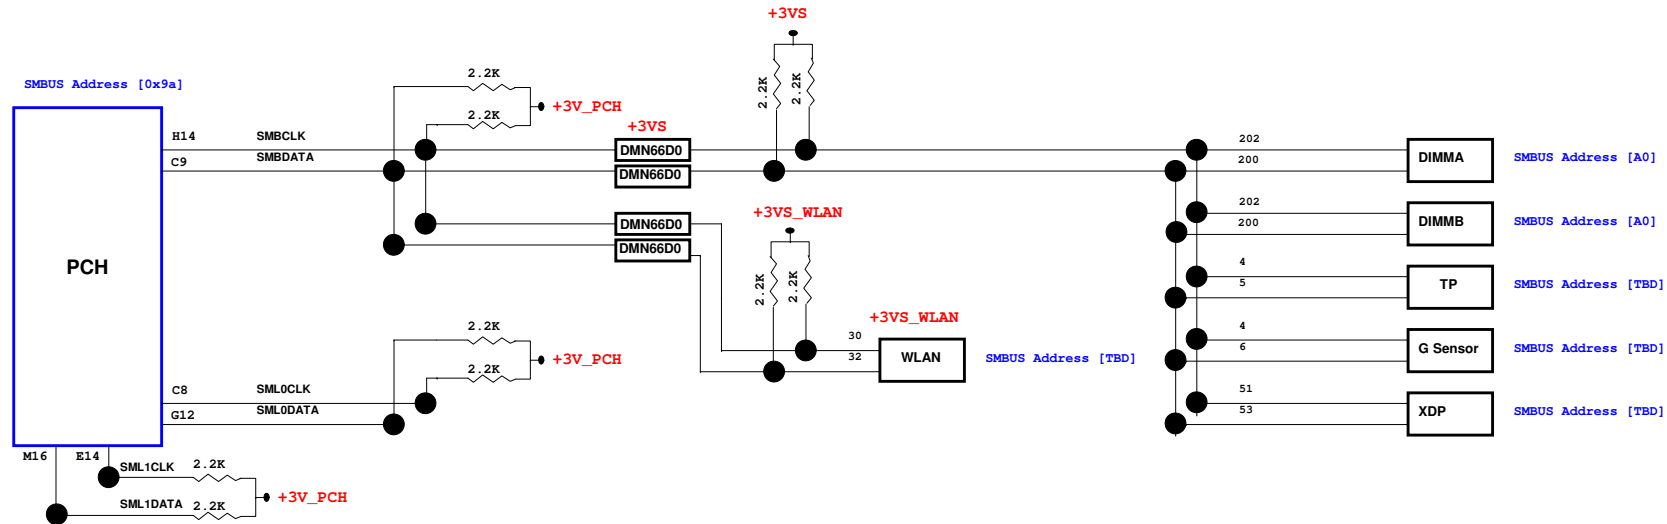 +3VS
SMBUS Address [0x9a]
2.2K
2.2K
2.2K
2.2K
+3V_PCH
+3VS
H14
SMBCLK
DMN66D0
202
C9
SMBDATA
DMN66D0
200
DIMMA
SMBUS Address [A0]
PCH
DMN66D0
DMN66D0
+3VS_WLAN
202
200
DIMMB
SMBUS Address [A0]
2.2K
2.2K
4
5
TP
SMBUS Address [TBD]
+3VS_WLAN
30
32
WLAN
SMBUS Address [TBD]
4
6
G Sensor
SMBUS Address [TBD]
2.2K
2.2K
+3V_PCH
C8
SML0CLK
G12
SML0DATA
51
53
XDP
SMBUS Address [TBD]
M16
E14
SML1CLK
2.2K
SML1DATA
2.2K
+3V_PCH